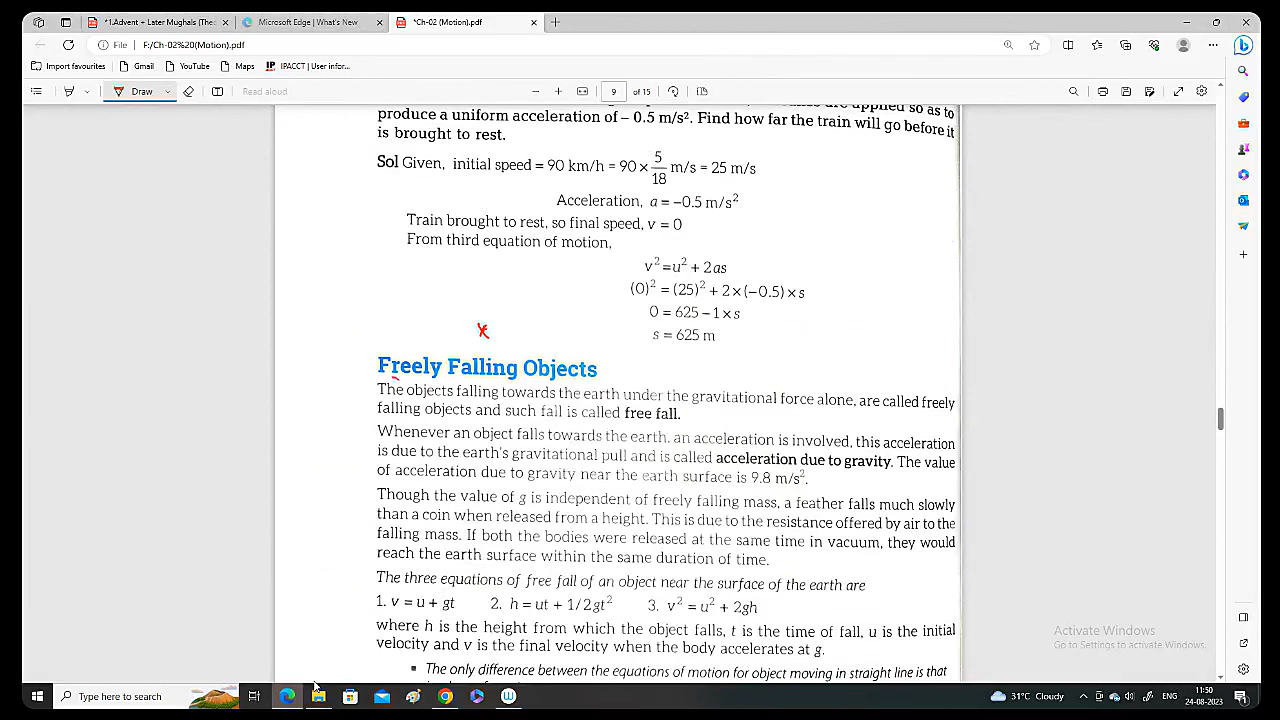 *1.Advent + Later Mughals (The:
Microsoft Edge | What's New
*Ch-02 (Motion).pdf
File
F:/Ch-02%20(Motion).pdf
Import favourites
Gmail
YouTube
Maps
IPACCT | User infor...
Draw
Read aloud
9
of 15
are applied so as to
produce a uniform acceleration of – 0.5 m/s². Find how far the train will go before it
is brought to rest.
Sol Given, initial speed = 90 km/h = 90 × 5/18 m/s = 25 m/s
Acceleration, a = –0.5 m/s²
Train brought to rest, so final speed, v = 0
From third equation of motion,
v² = u² + 2as
(0)² = (25)² + 2 × (–0.5) × s
0 = 625 – 1 × s
s = 625 m
Freely Falling Objects
The objects falling towards the earth under the gravitational force alone, are called freely
falling objects and such fall is called free fall.
Whenever an object falls towards the earth, an acceleration is involved, this acceleration
is due to the earth's gravitational pull and is called acceleration due to gravity. The value
of acceleration due to gravity near the earth surface is 9.8 m/s².
Though the value of g is independent of freely falling mass, a feather falls much slowly
than a coin when released from a height. This is due to the resistance offered by air to the
falling mass. If both the bodies were released at the same time in vacuum, they would
reach the earth surface within the same duration of time.
The three equations of free fall of an object near the surface of the earth are
1. v = u + gt 2. h = ut + 1/2gt² 3. v² = u² + 2gh
where h is the height from which the object falls, t is the time of fall, u is the initial
velocity and v is the final velocity when the body accelerates at g.
The only difference between the equations of motion for object moving in straight line is that
Activate Windows
Go to Settings to activate Windows.
Type here to search
31°C Cloudy
ENG
11:50
24-08-2023